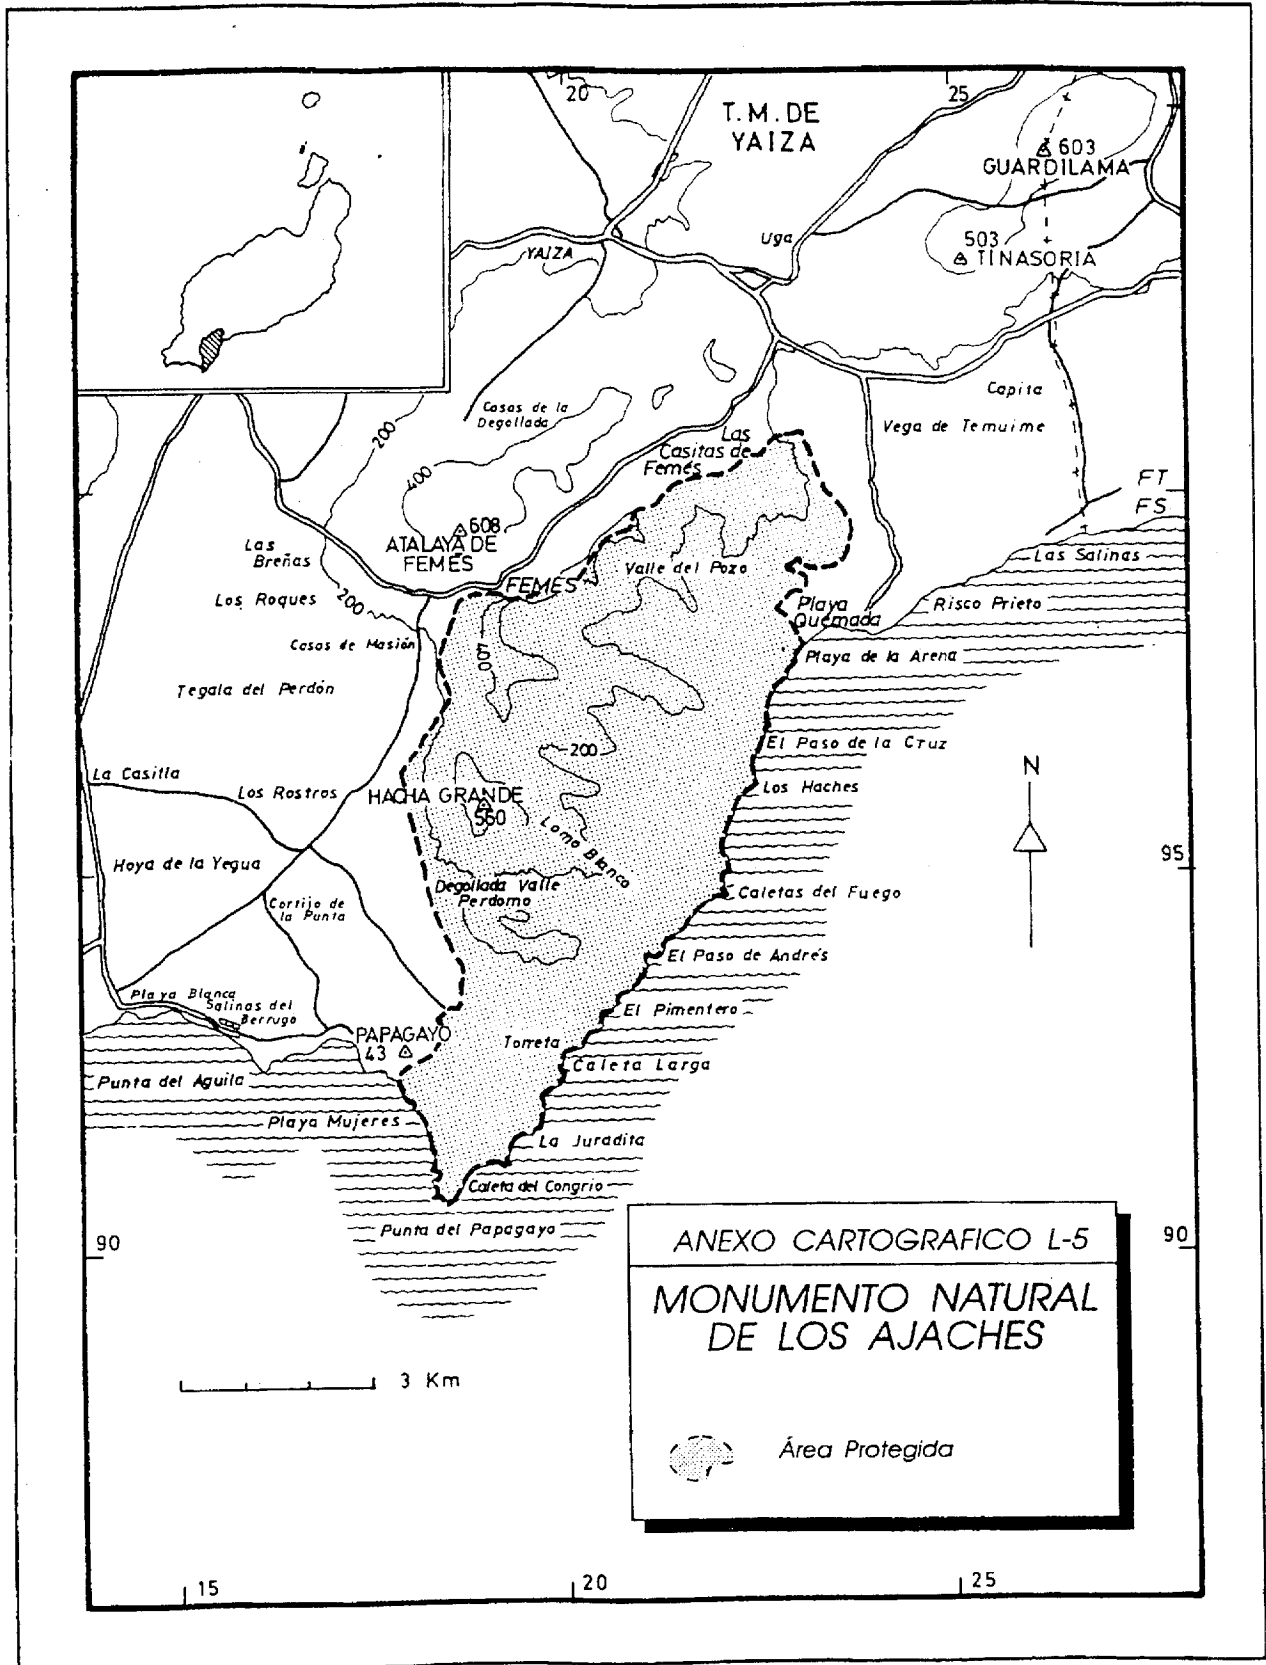 20
25
T.M. DE
YAIZA
603
GUARDILAMA
Uga
503
TINASORIA
YAIZA
Capita
Vega de Temuime
Casas de la
Degollada
200
400
Las
Casitas de
Femés
FT
FS
608
ATALAYA DE
FEMÉS
Las
Breñas
Las Salinas
FEMÉS
Valle del Pozo
200
Los Roques
Playa
Quemada
Risco Prieto
Casas de Masión
400
Playa de la Arena
Tegala del Perdón
El Paso de la Cruz
200
N
La Casilla
Los Rostros
HACHA GRANDE
560
Los Haches
Lomo Blanco
Hoya de la Yegua
95
Degollada Valle
Perdomo
Caletas del Fuego
Cortijo de
la Punta
El Paso de Andrés
Playa Blanca
Salinas del
Berrugo
El Pimentero
PAPAGAYO
43
Torreta
Caleta Larga
Punta del Aguila
Playa Mujeres
La Juradita
Caleta del Congrio
Punta del Papagayo
90
90
ANEXO CARTOGRAFICO L-5
MONUMENTO NATURAL
DE LOS AJACHES
3 Km
Área Protegida
15
20
25